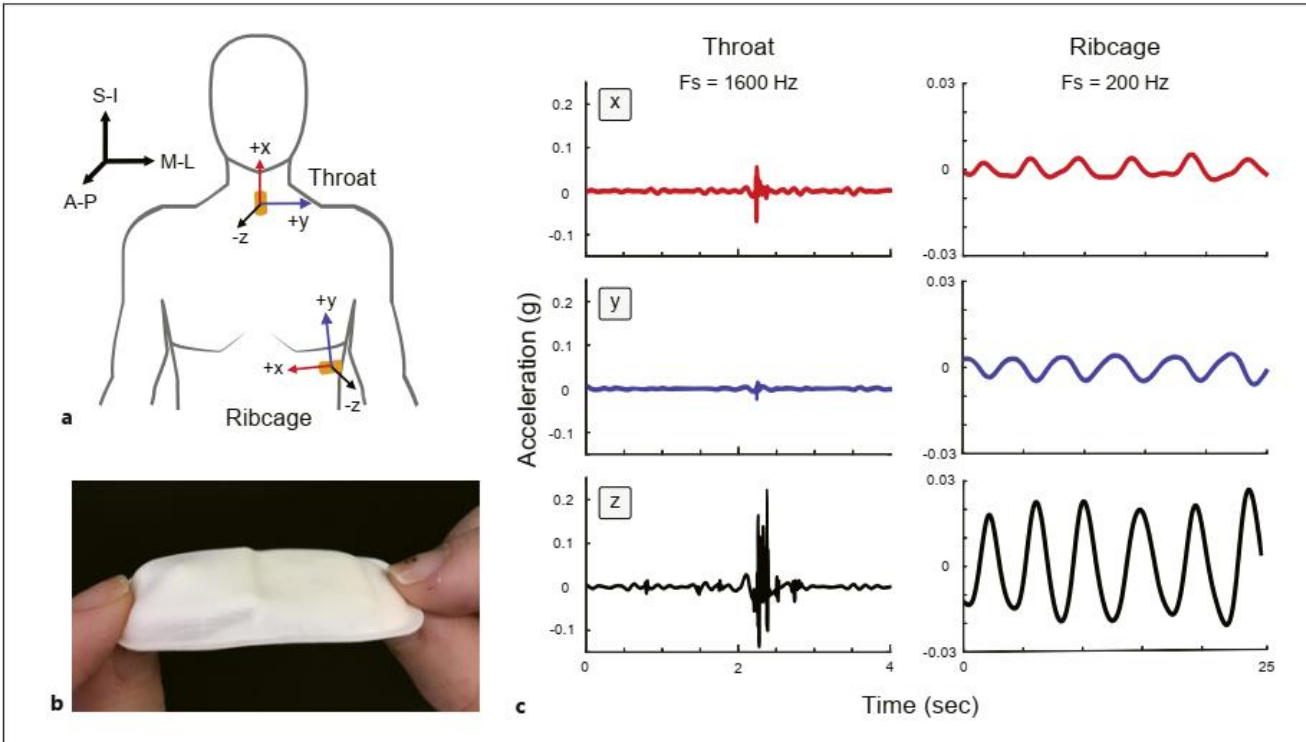 S-I
M-L
A-P
+x
Throat
+y
-z
+y
+x
-z
Ribcage
a
b
Throat
Fs = 1600 Hz
Ribcage
Fs = 200 Hz
Acceleration (g)
x
0.2
0.1
0
-0.1
0.03
0
-0.03
y
0.2
0.1
0
-0.1
0.03
0
-0.03
z
0.2
0.1
0
-0.1
0 2 4
0.03
0
-0.03
0 25
c
Time (sec)